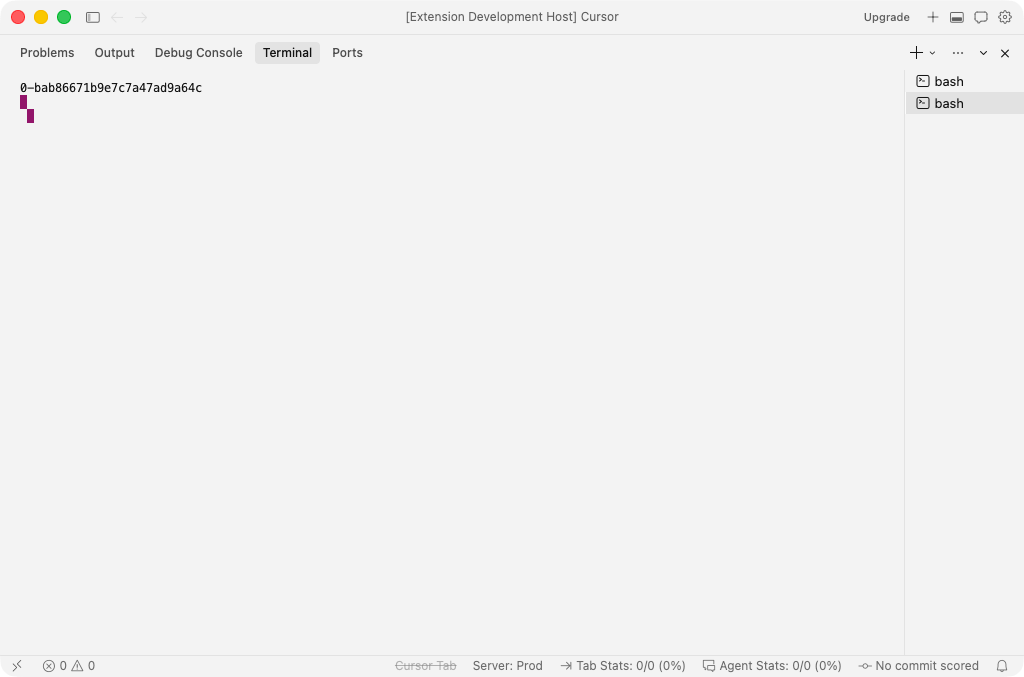 [Extension Development Host] Cursor
Upgrade
Problems Output Debug Console Terminal Ports
0-bab86671b9e7c7a47ad9a64c
bash
bash
0 0 Cursor Tab Server: Prod Tab Stats: 0/0 (0%) Agent Stats: 0/0 (0%) No commit scored